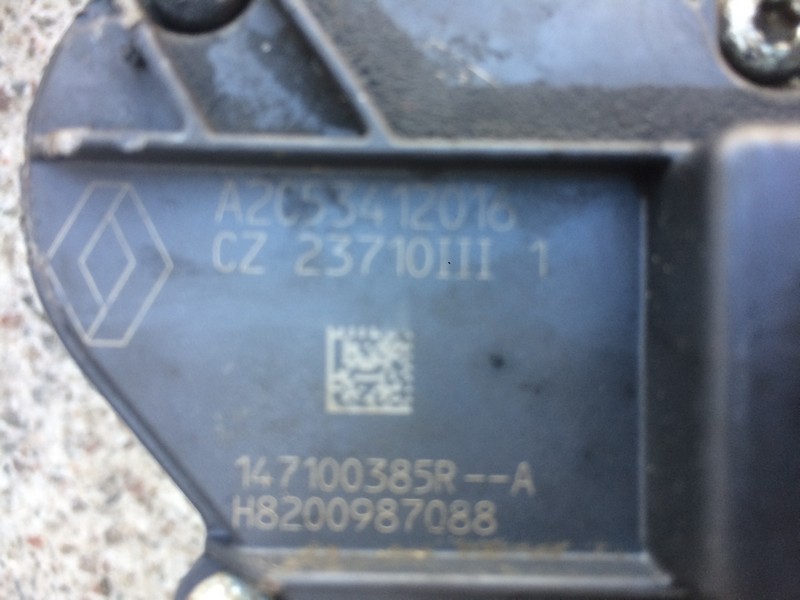 A2C53412016
CZ 23710III 1
147100385R--A
H8200987088